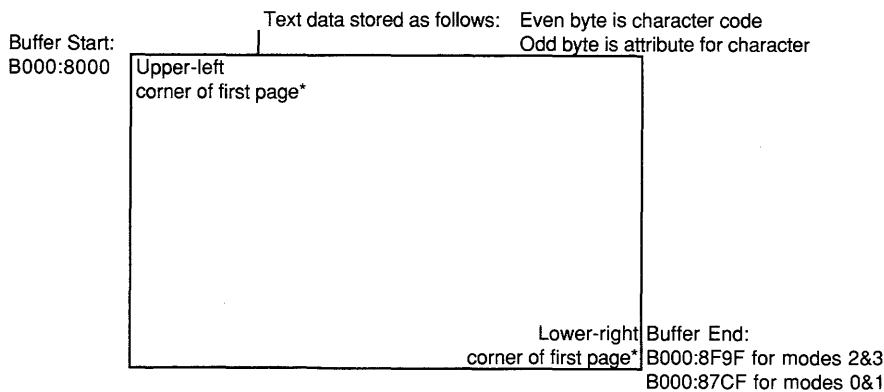 Text data stored as follows: Even byte is character code
Odd byte is attribute for character
Buffer Start:
B000:8000
Upper-left
corner of first page*
Lower-right
corner of first page*
Buffer End:
B000:8F9F for modes 2&3
B000:87CF for modes 0&1